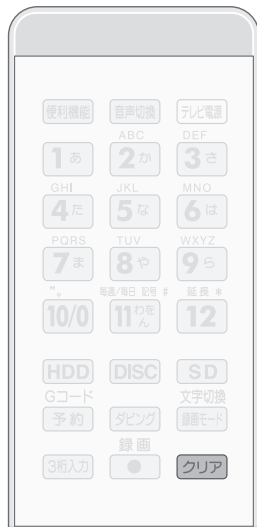 便利機能 音声切換 テレビ電源
ABC DEF
1 あ 2 か 3 さ
GHI JKL MNO
4 た 5 な 6 は
PQRS TUV WXYZ
7 ま 8 や 9 ら
゛゜ 毎週/毎日 記号 # 延長 *
10/0 11 わをん 12
HDD DISC SD
Gコード 文字切換
予約 ダビング 録画モード
録画
3桁入力 ● クリア